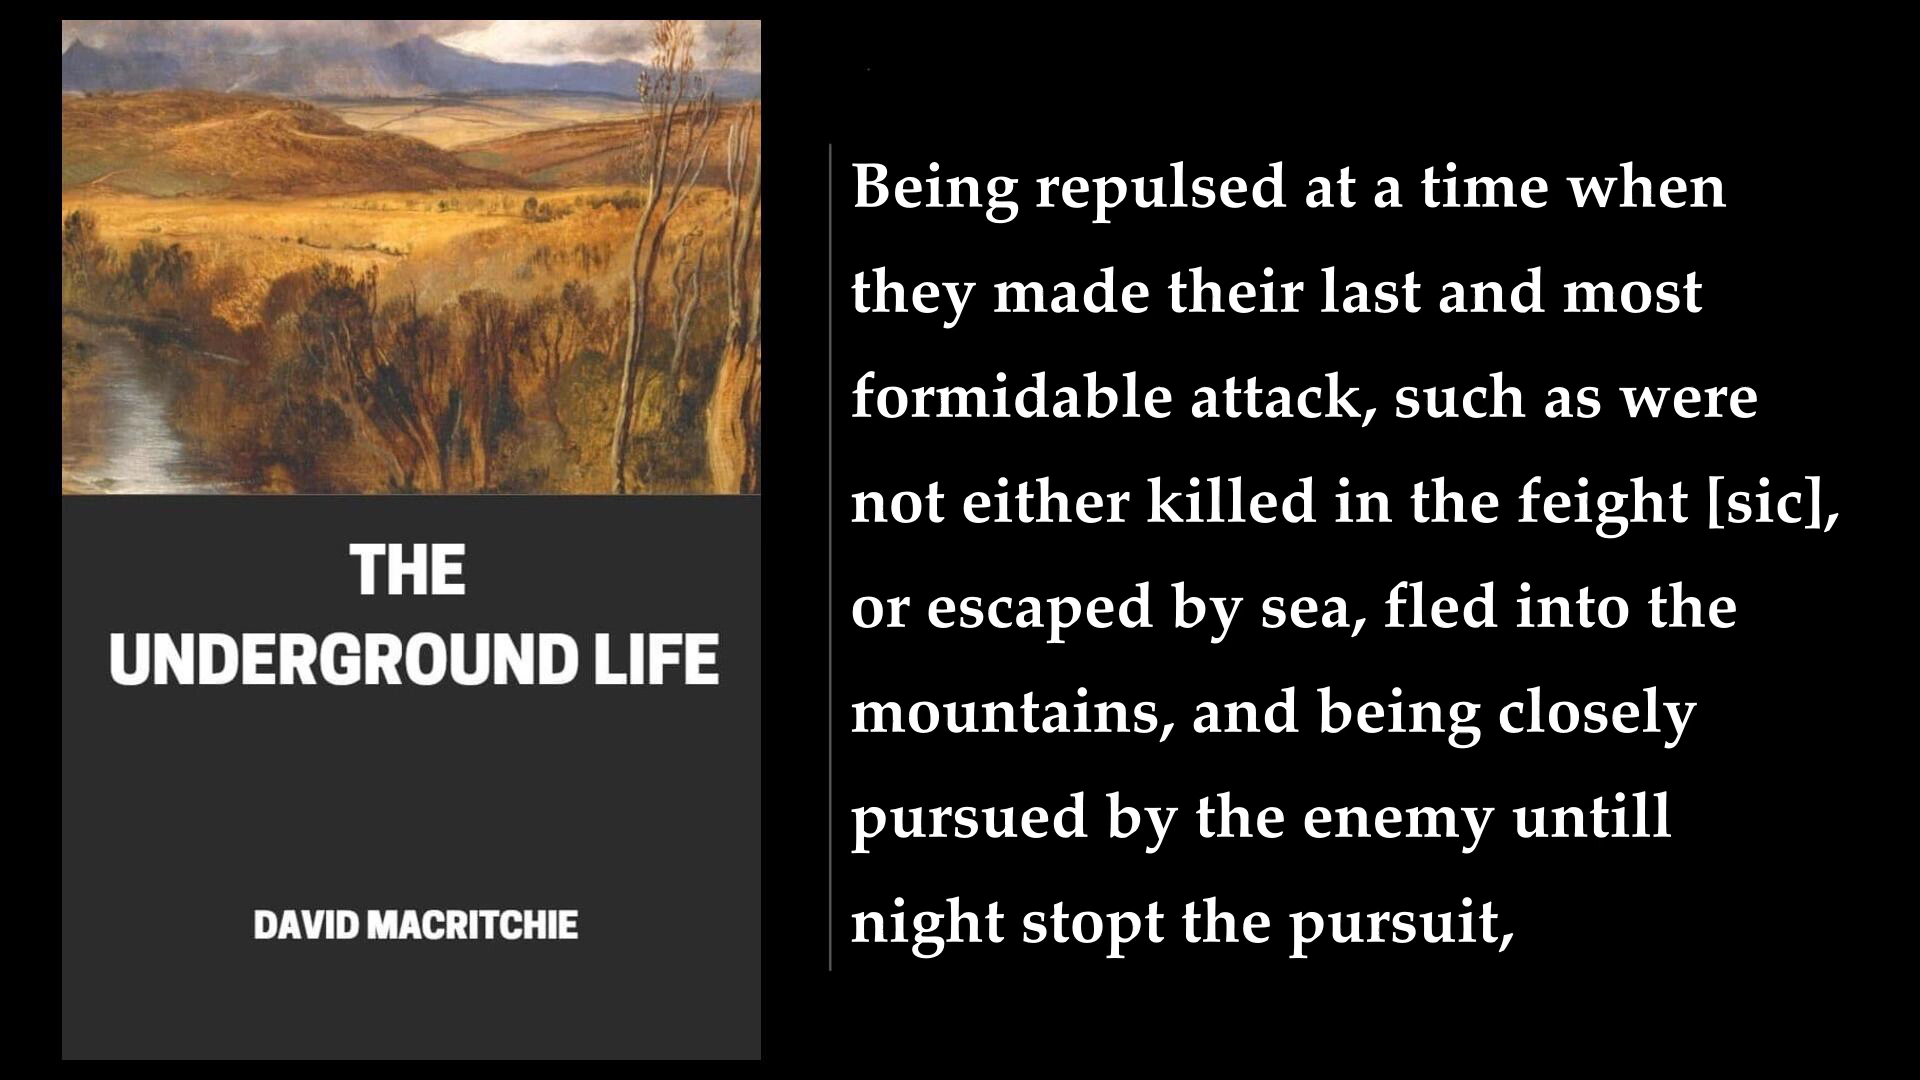 THE
UNDERGROUND LIFE
DAVID MACRITCHIE
Being repulsed at a time when
they made their last and most
formidable attack, such as were
not either killed in the feight [sic],
or escaped by sea, fled into the
mountains, and being closely
pursued by the enemy untill
night stopt the pursuit,